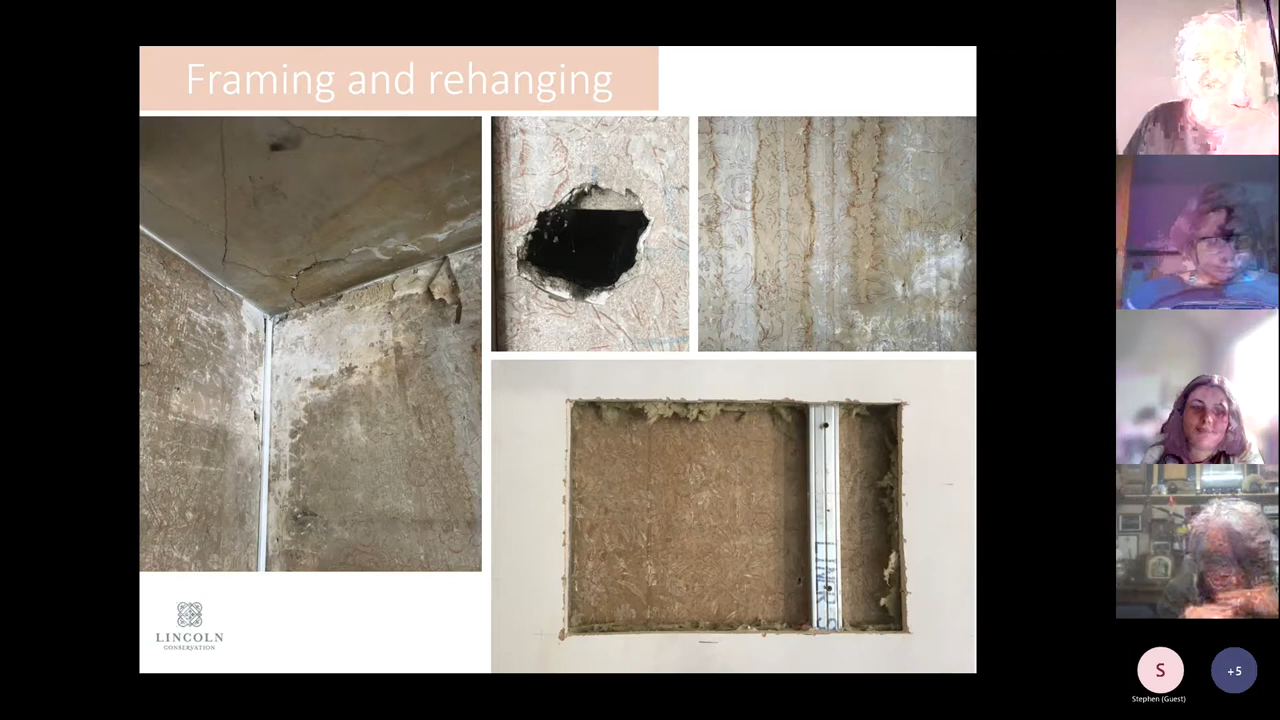 Framing and rehanging
LINCOLN
CONSERVATION
S
+5
Stephen (Guest)